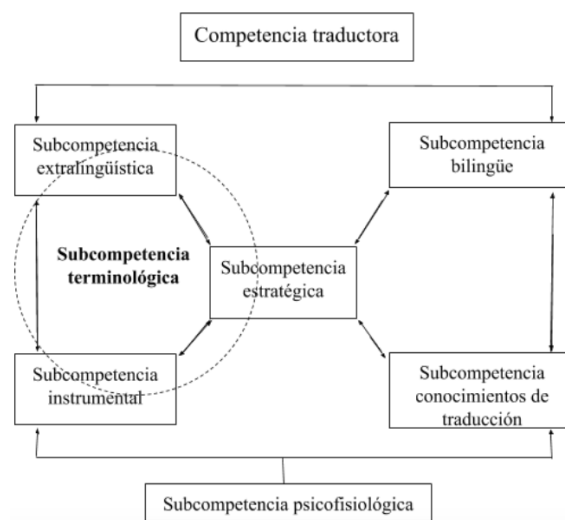 Competencia traductora
Subcompetencia
extralingüística
Subcompetencia
bilingüe
Subcompetencia
terminológica
Subcompetencia
estratégica
Subcompetencia
instrumental
Subcompetencia
conocimientos de
traducción
Subcompetencia psicofisiológica